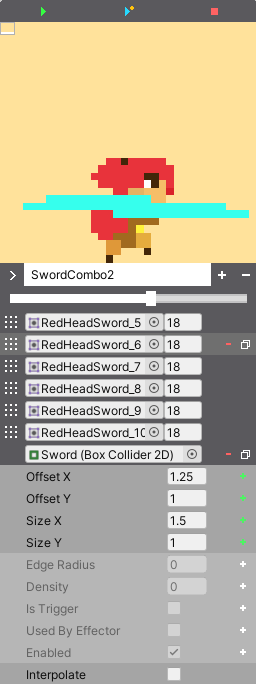 SwordCombo2
RedHeadSword_5 18
RedHeadSword_6 18
RedHeadSword_7 18
RedHeadSword_8 18
RedHeadSword_9 18
RedHeadSword_10 18
Sword (Box Collider 2D)
Offset X 1.25
Offset Y 1
Size X 1.5
Size Y 1
Edge Radius 0
Density 0
Is Trigger
Used By Effector
Enabled
Interpolate